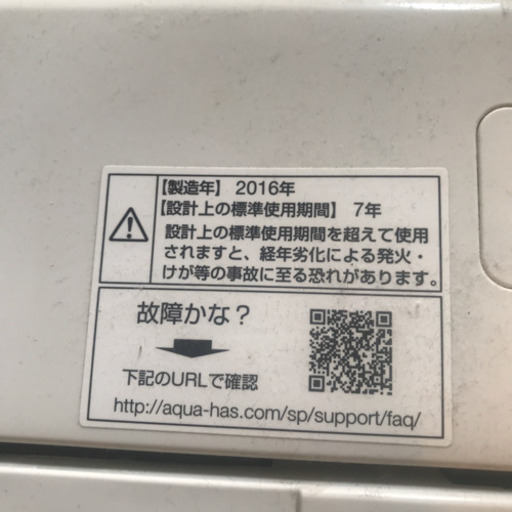 【製造年】 2016年
【設計上の標準使用期間】 7年
設計上の標準使用期間を超えて使用
されますと、経年劣化による発火・
けが等の事故に至る恐れがあります。
故障かな？
下記のURLで確認
http://aqua-has.com/sp/support/faq/